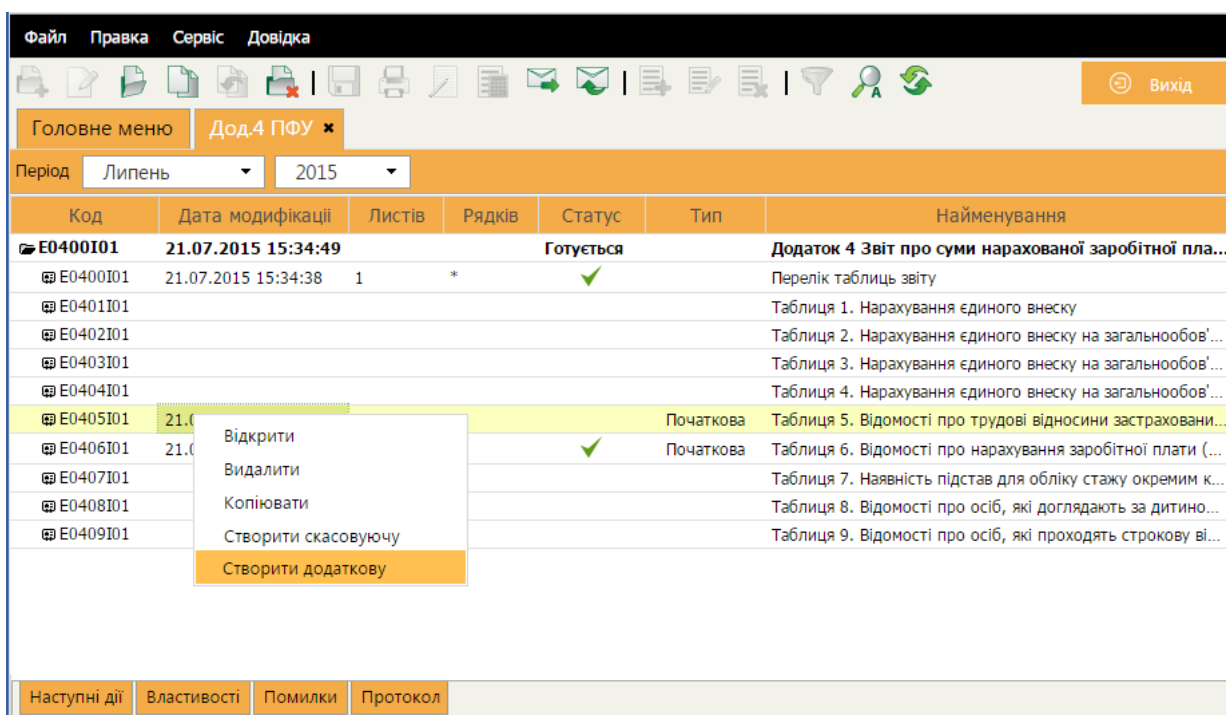 Файл Правка Сервіс Довідка
Вихід
Головне меню Дод.4 ПФУ
Період Липень 2015
Код Дата модифікації Листів Рядків Статус Тип Найменування
E0400I01 21.07.2015 15:34:49 Готується Додаток 4 Звіт про суми нарахованої заробітної пла...
E0400I01 21.07.2015 15:34:38 1 * Перелік таблиць звіту
E0401I01 Таблиця 1. Нарахування єдиного внеску
E0402I01 Таблиця 2. Нарахування єдиного внеску на загальнообов'...
E0403I01 Таблиця 3. Нарахування єдиного внеску на загальнообов'...
E0404I01 Таблиця 4. Нарахування єдиного внеску на загальнообов'...
E0405I01 21.0 Початкова Таблиця 5. Відомості про трудові відносини застраховани...
E0406I01 21.0 Початкова Таблиця 6. Відомості про нарахування заробітної плати (...
E0407I01 Таблиця 7. Наявність підстав для обліку стажу окремим к...
E0408I01 Таблиця 8. Відомості про осіб, які доглядають за дитино...
E0409I01 Таблиця 9. Відомості про осіб, які проходять строкову ві...
Відкрити
Видалити
Копіювати
Створити скасовуючу
Створити додаткову
Наступні дії Властивості Помилки Протокол